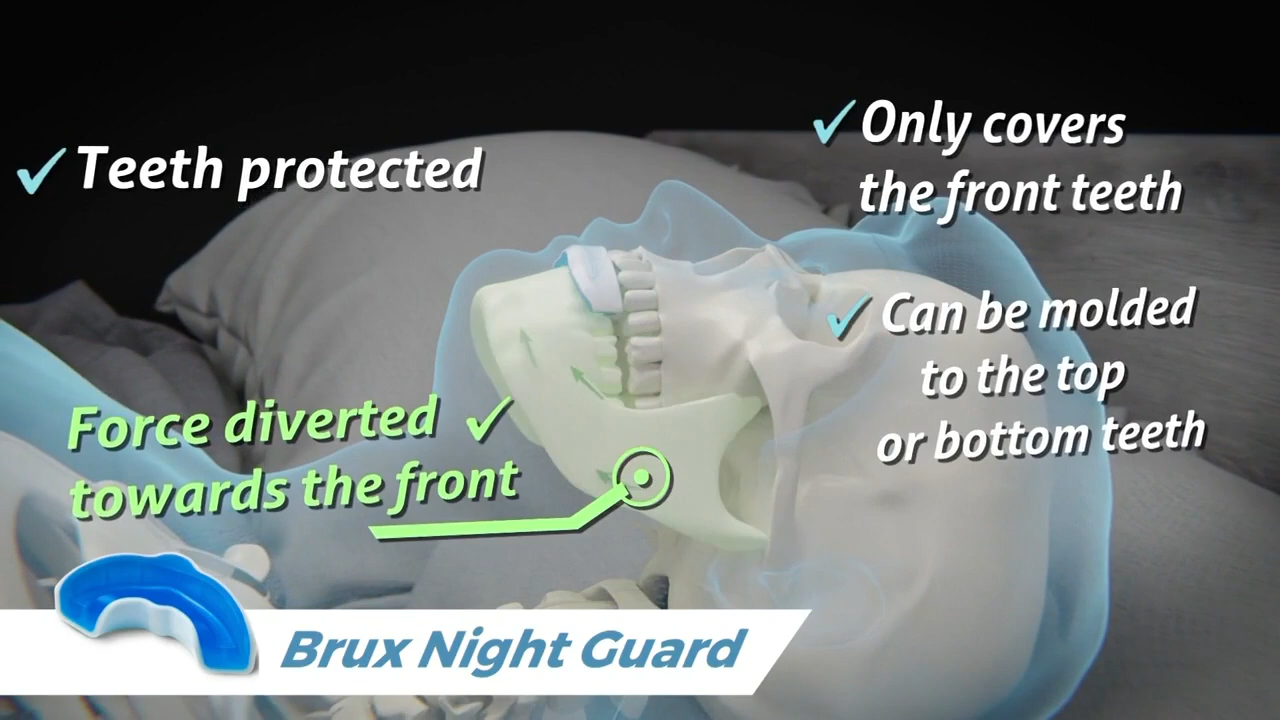 Teeth protected
Force diverted
towards the front
Only covers
the front teeth
Can be molded
to the top
or bottom teeth
Brux Night Guard